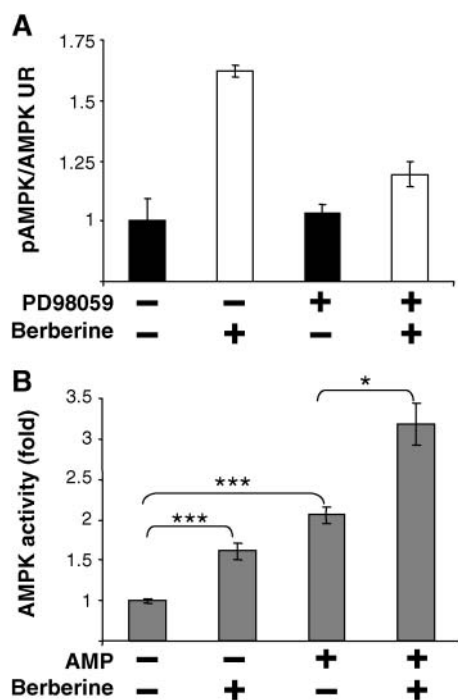 A
pAMPK/AMPK UR
1.75
1.5
1.25
1
PD98059 − − + +
Berberine − + − +
B
AMPK activity (fold)
3.5
3
2.5
2
1.5
1
*
***
***
AMP − − + +
Berberine − + − +